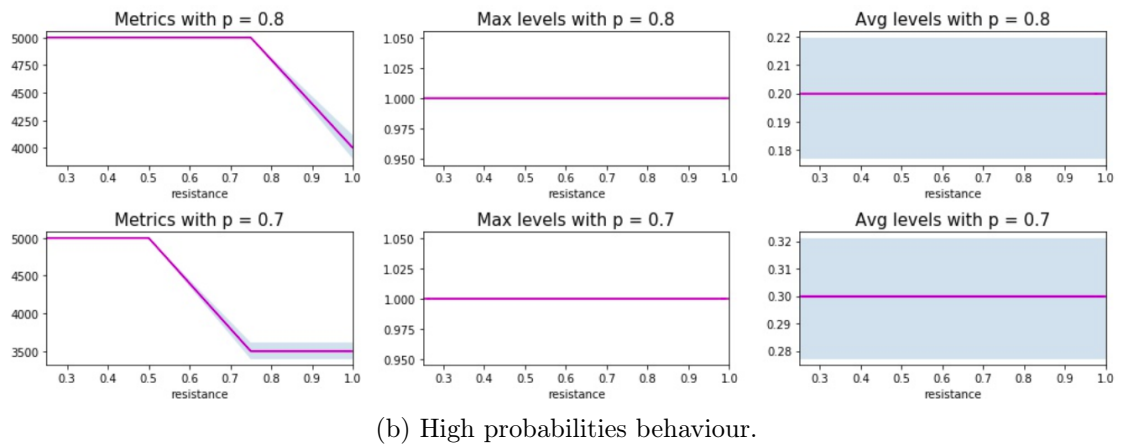 Metrics with p = 0.8
5000
4750
4500
4250
4000
0.3 0.4 0.5 0.6 0.7 0.8 0.9 1.0
resistance
Max levels with p = 0.8
1.050
1.025
1.000
0.975
0.950
0.3 0.4 0.5 0.6 0.7 0.8 0.9 1.0
resistance
Avg levels with p = 0.8
0.22
0.21
0.20
0.19
0.18
0.3 0.4 0.5 0.6 0.7 0.8 0.9 1.0
resistance
Metrics with p = 0.7
5000
4500
4000
3500
0.3 0.4 0.5 0.6 0.7 0.8 0.9 1.0
resistance
Max levels with p = 0.7
1.050
1.025
1.000
0.975
0.950
0.3 0.4 0.5 0.6 0.7 0.8 0.9 1.0
resistance
Avg levels with p = 0.7
0.32
0.31
0.30
0.29
0.28
0.3 0.4 0.5 0.6 0.7 0.8 0.9 1.0
resistance
(b) High probabilities behaviour.